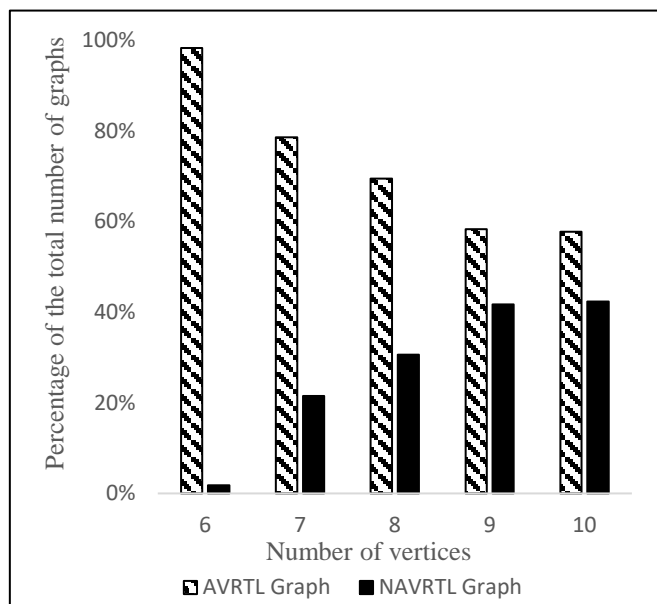 Percentage of the total number of graphs
100%
80%
60%
40%
20%
0%
6 7 8 9 10
Number of vertices
AVRTL Graph NAVRTL Graph